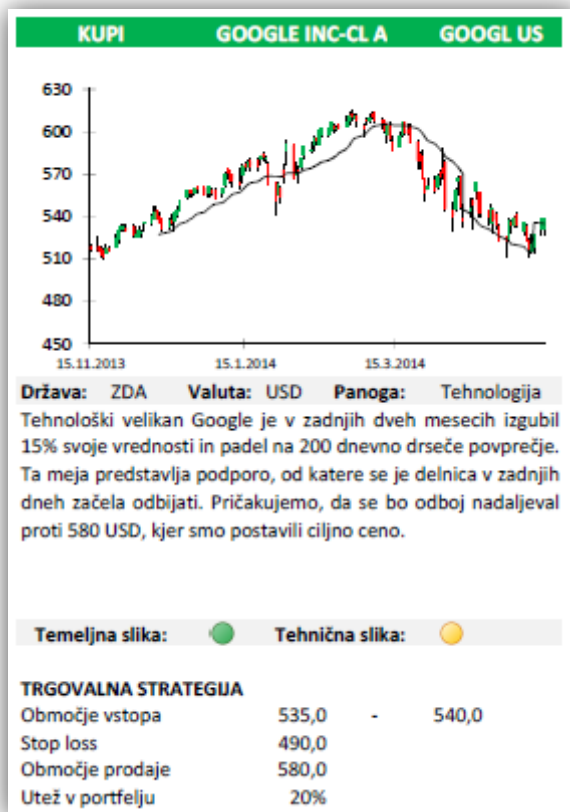 KUPI GOOGLE INC-CL A GOOGL US
630
600
570
540
510
480
450
15.11.2013 15.1.2014 15.3.2014
Država: ZDA Valuta: USD Panoga: Tehnologija
Tehnološki velikan Google je v zadnjih dveh mesecih izgubil
15% svoje vrednosti in padel na 200 dnevno drseče povprečje.
Ta meja predstavlja podporo, od katere se je delnica v zadnjih
dneh začela odbijati. Pričakujemo, da se bo odboj nadaljeval
proti 580 USD, kjer smo postavili ciljno ceno.
Temeljna slika: Tehnična slika:
TRGOVALNA STRATEGIJA
Območje vstopa 535,0 - 540,0
Stop loss 490,0
Območje prodaje 580,0
Utež v portfelju 20%